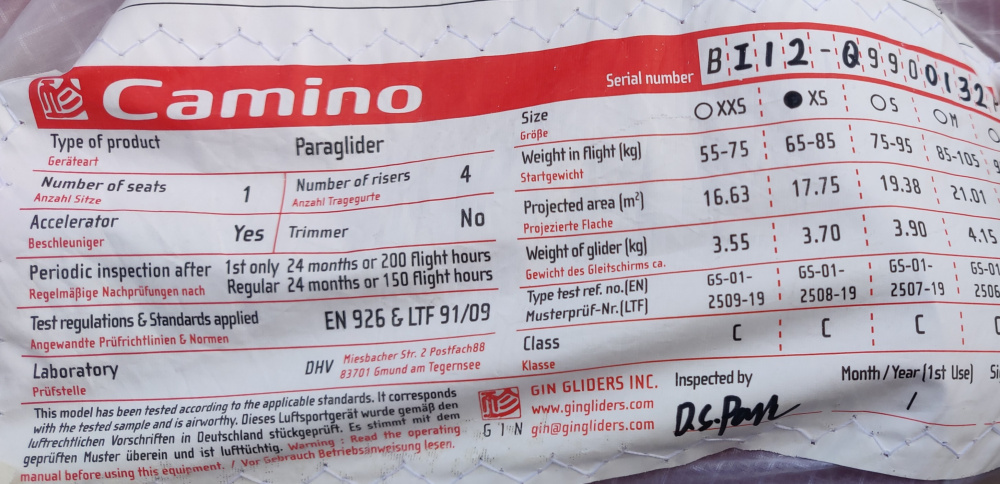 Camino
Type of product Paraglider
Geräteart
Number of seats 1 Number of risers 4
Anzahl Sitze Anzahl Tragegurte
Accelerator Yes Trimmer No
Beschleuniger
Periodic inspection after 1st only 24 months or 200 flight hours
Regelmäßige Nachprüfungen nach Regular 24 months or 150 flight hours
Test regulations & Standards applied EN 926 & LTF 91/09
Angewandte Prüfrichtlinien & Normen
Laboratory DHV Miesbacher Str. 2 Postfach88
Prüfstelle 83701 Gmund am Tegernsee
This model has been tested according to the applicable standards. It corresponds
with the tested sample and is airworthy. Dieses Luftsportgerät wurde gemäß den
luftrechtlichen Vorschriften in Deutschland stückgeprüft. Es stimmt mit dem
geprüften Muster überein und ist lufttüchtig. Warning : Read the operating
manual before using this equipment. / Vor Gebrauch Betriebsanweisung lesen.
Serial number BI12-Q9900132
Size XXS XS S M
Größe
Weight in flight (kg) 55-75 65-85 75-95 85-105
Startgewicht
Projected area (m²) 16.63 17.75 19.38 21.01
Projezierte Flache
Weight of glider (kg) 3.55 3.70 3.90 4.15
Gewicht des Gleitschirms ca.
Type test ref. no.(EN) GS-01- GS-01- GS-01- GS-01
Musterprüf-Nr.(LTF) 2509-19 2508-19 2507-19 2506
Class C C C
Klasse
GIN GLIDERS INC. Inspected by Month / Year (1st Use)
www.gingliders.com
GIN gin@gingliders.com /